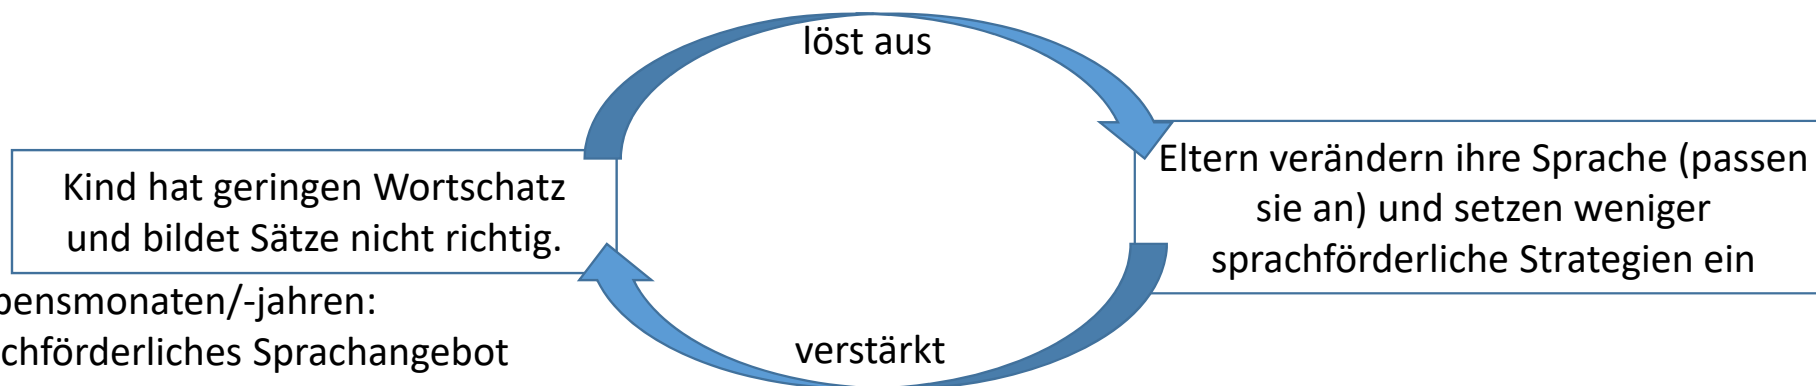 löst aus
Kind hat geringen Wortschatz
und bildet Sätze nicht richtig.
Eltern verändern ihre Sprache (passen
sie an) und setzen weniger
sprachförderliche Strategien ein
verstärkt
bensmonaten/-jahren:
chförderliches Sprachangebot